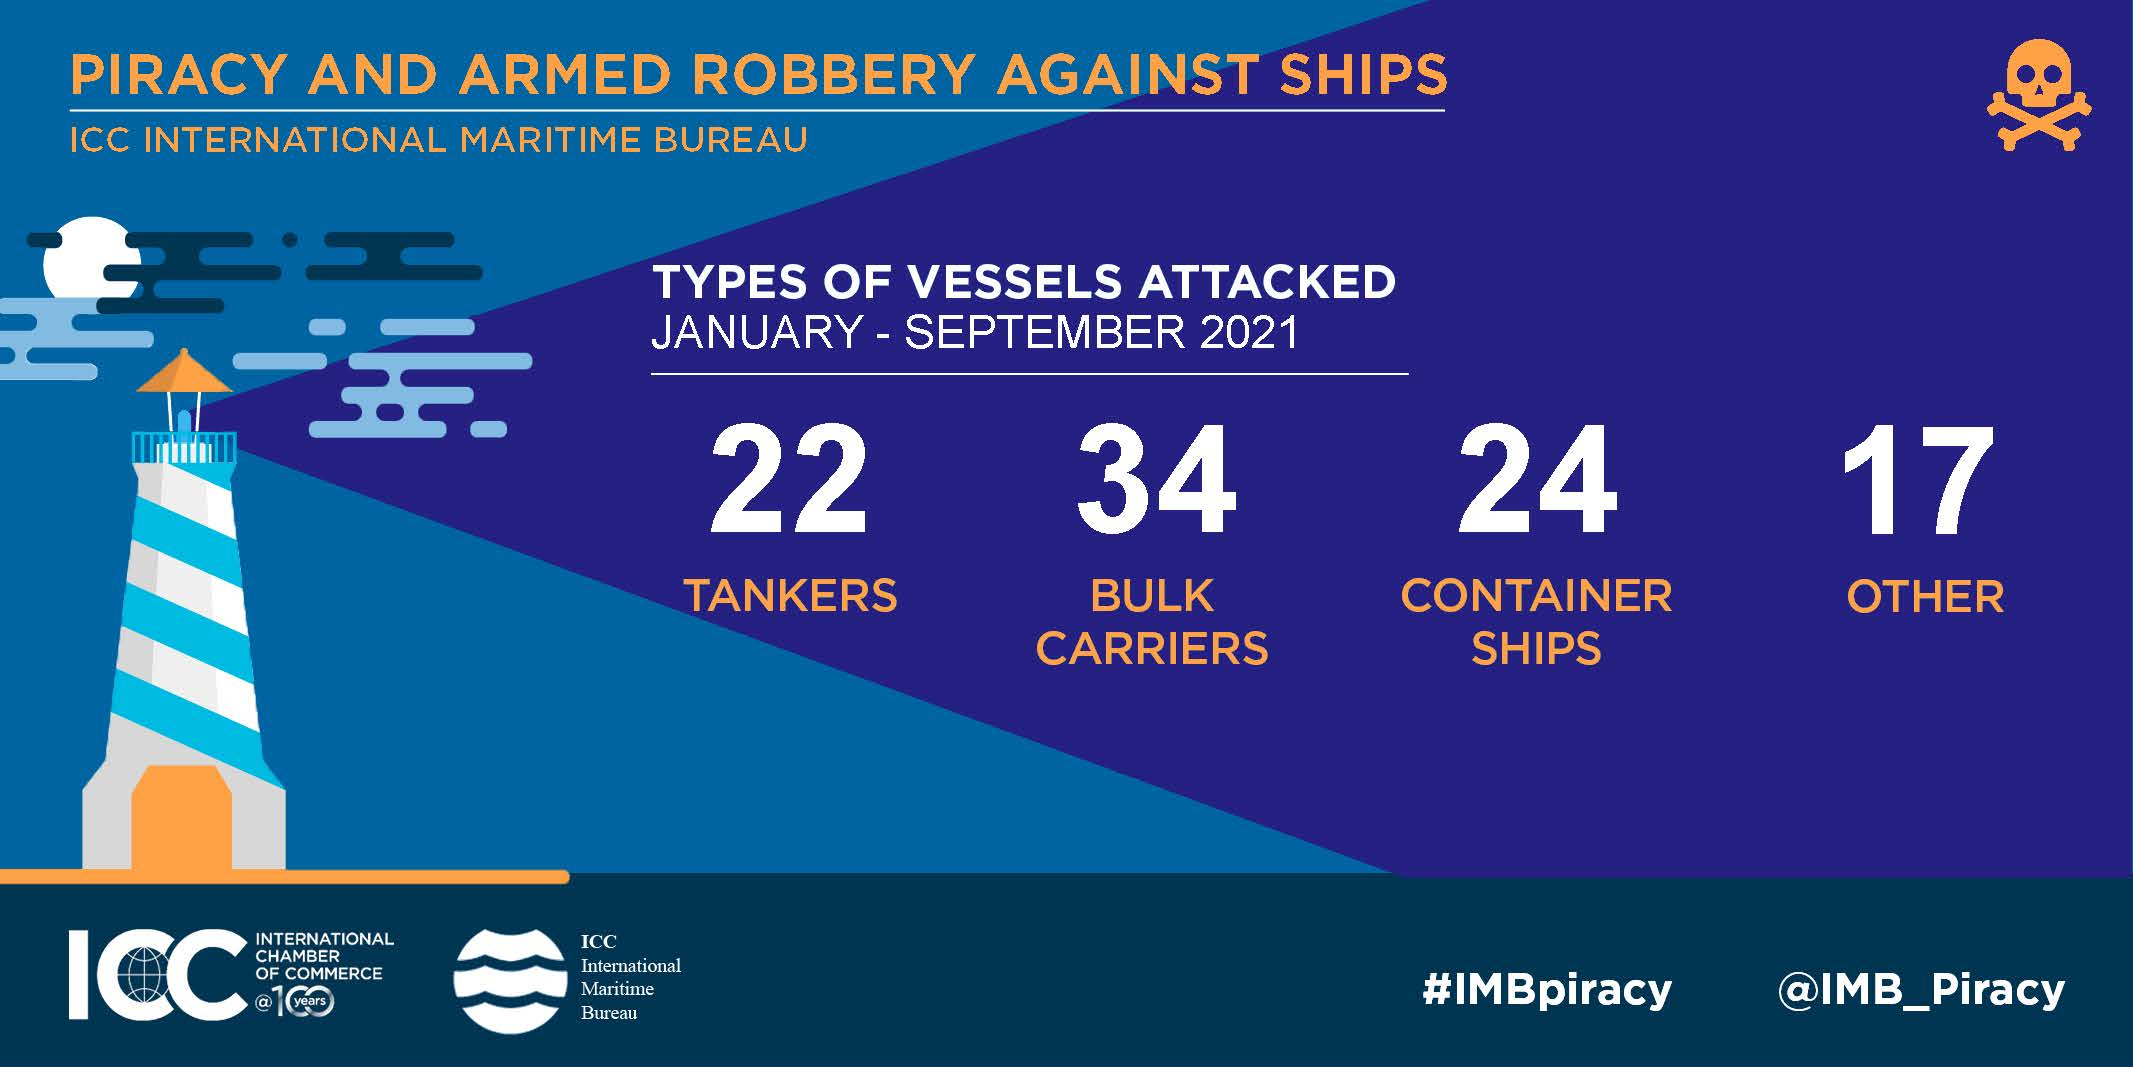 PIRACY AND ARMED ROBBERY AGAINST SHIPS
ICC INTERNATIONAL MARITIME BUREAU
TYPES OF VESSELS ATTACKED
JANUARY - SEPTEMBER 2021
22
TANKERS
34
BULK
CARRIERS
24
CONTAINER
SHIPS
17
OTHER
ICC
INTERNATIONAL
CHAMBER
OF COMMERCE
@100 years
ICC
International
Maritime
Bureau
#IMBpiracy
@IMB_Piracy